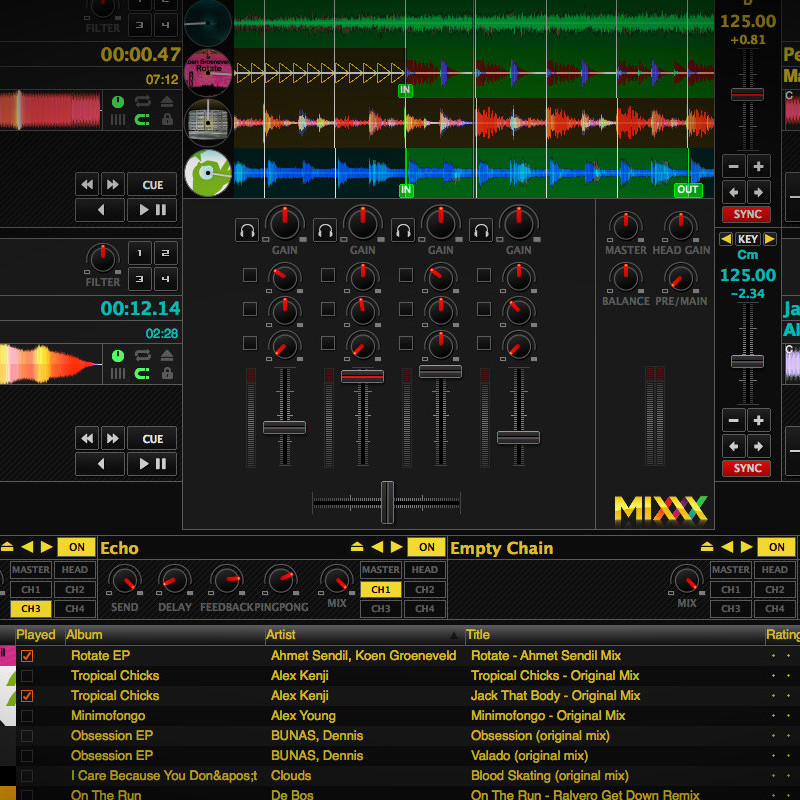 FILTER
3 4
00:00.47
07:12
CUE
1 2
FILTER
3 4
00:12.14
02:28
CUE
Koen Groeneveld
Rotate
IN
IN
OUT
GAIN GAIN GAIN GAIN
MASTER HEAD GAIN
BALANCE PRE/MAIN
MIXXX
125.00
+0.81
SYNC
KEY
Cm
125.00
-2.34
SYNC
Pe
Ma
C
Ja
Al
C
ON Echo ON Empty Chain ON
MASTER HEAD
CH1 CH2
CH3 CH4
SEND DELAY FEEDBACK PINGPONG MIX
MASTER HEAD
CH1 CH2
CH3 CH4
MIX
MASTER HEAD
CH1 CH2
CH3 CH4
Played Album Artist Title Rating
Rotate EP Ahmet Sendil, Koen Groeneveld Rotate - Ahmet Sendil Mix
Tropical Chicks Alex Kenji Tropical Chicks - Original Mix
Tropical Chicks Alex Kenji Jack That Body - Original Mix
Minimofongo Alex Young Minimofongo - Original Mix
Obsession EP BUNAS, Dennis Obsession (original mix)
Obsession EP BUNAS, Dennis Valado (original mix)
I Care Because You Don&apos;t Clouds Blood Skating (original mix)
On The Run De Bos On The Run - Ralvero Get Down Remix